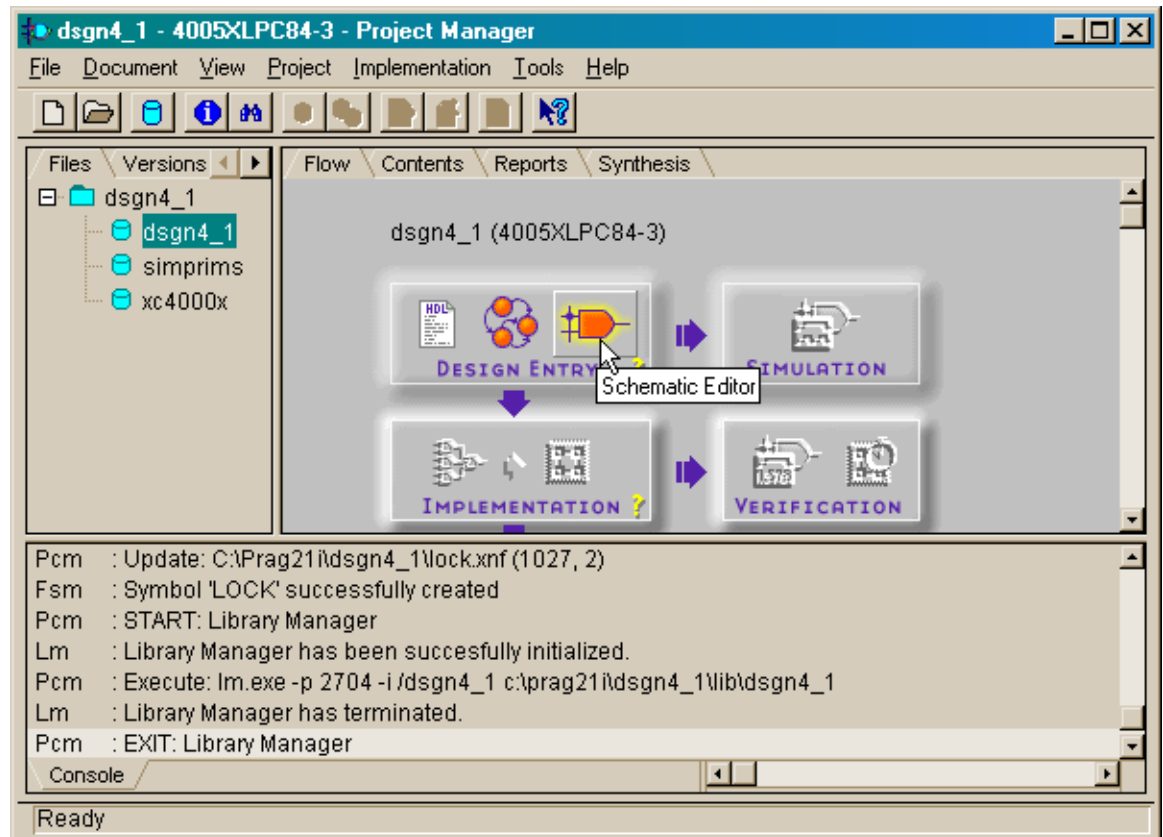 dsgn4_1 - 4005XLPC84-3 - Project Manager
File Document View Project Implementation Tools Help
Files Versions
Flow Contents Reports Synthesis
dsgn4_1
dsgn4_1
simprims
xc4000x
dsgn4_1 (4005XLPC84-3)
HDL
DESIGN ENTRY ?
SIMULATION
Schematic Editor
IMPLEMENTATION ?
VERIFICATION
Pcm : Update: C:\Prag21i\dsgn4_1\lock.xnf (1027, 2)
Fsm : Symbol 'LOCK' successfully created
Pcm : START: Library Manager
Lm : Library Manager has been succesfully initialized.
Pcm : Execute: lm.exe -p 2704 -i /dsgn4_1 c:\prag21i\dsgn4_1\lib\dsgn4_1
Lm : Library Manager has terminated.
Pcm : EXIT: Library Manager
Console
Ready